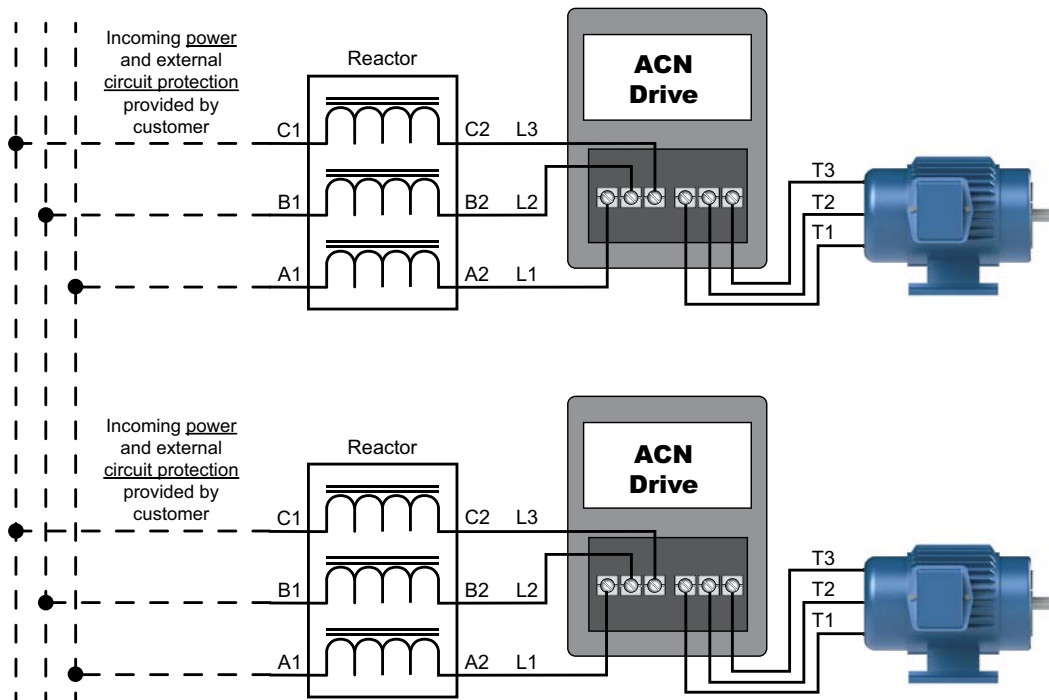 Incoming power
and external
circuit protection
provided by
customer
Reactor
ACN
Drive
C1
C2
L3
B1
B2
L2
A1
A2
L1
T3
T2
T1
Incoming power
and external
circuit protection
provided by
customer
Reactor
ACN
Drive
C1
C2
L3
B1
B2
L2
A1
A2
L1
T3
T2
T1